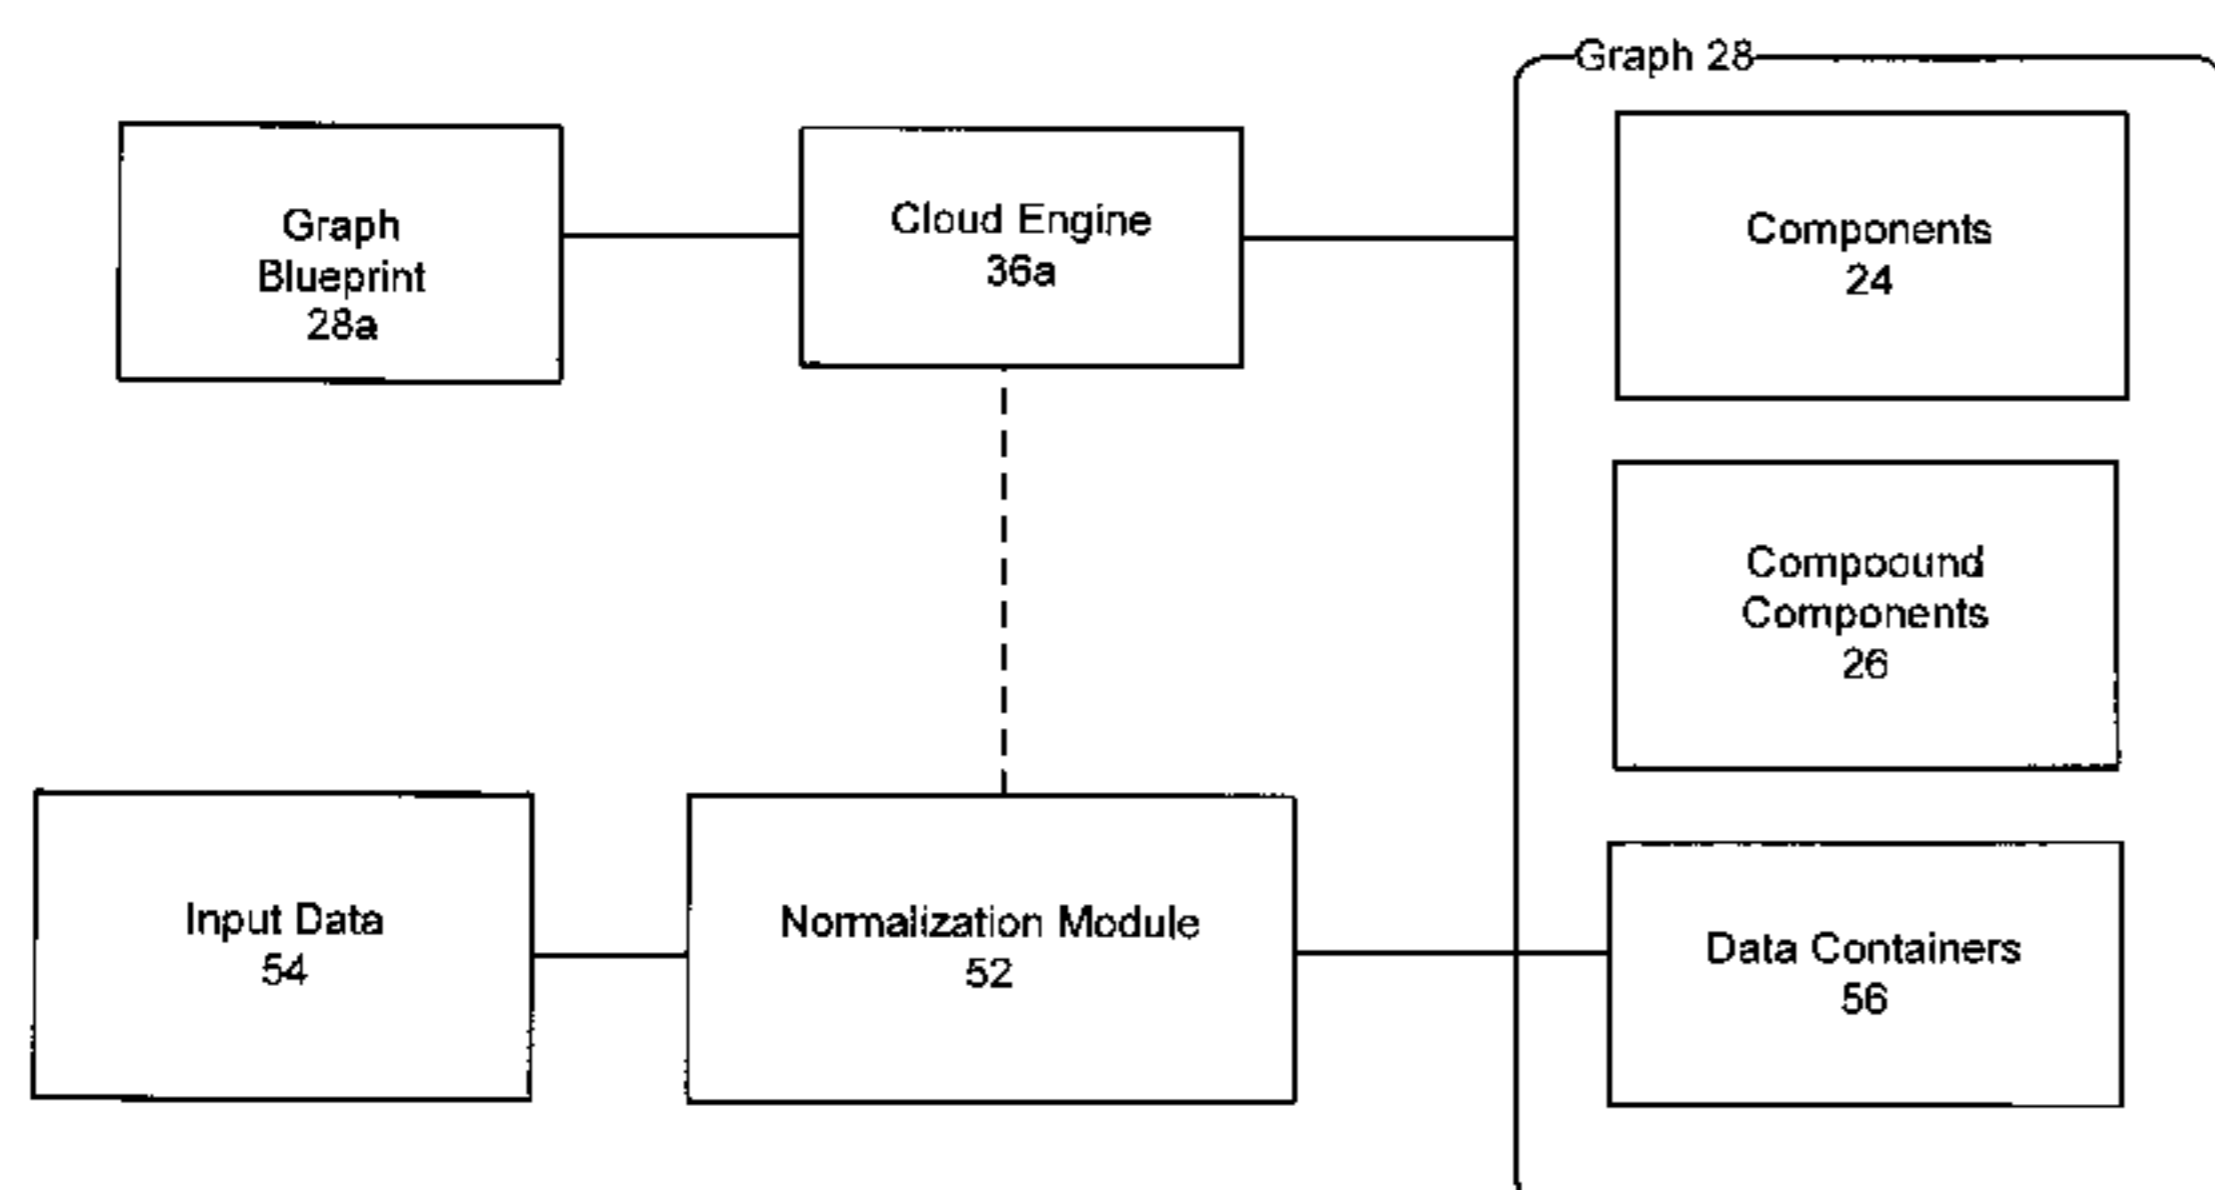 Graph 28
Graph
Blueprint
28a
Cloud Engine
36a
Components
24
Compoound
Components
26
Input Data
54
Normalization Module
52
Data Containers
56